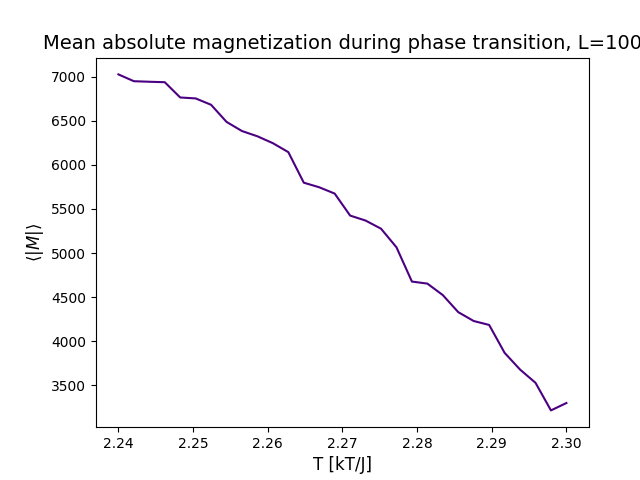 Mean absolute magnetization during phase transition, L=100
7000
6500
6000
5500
5000
4500
4000
3500
⟨|M|⟩
2.24 2.25 2.26 2.27 2.28 2.29 2.30
T [kT/J]